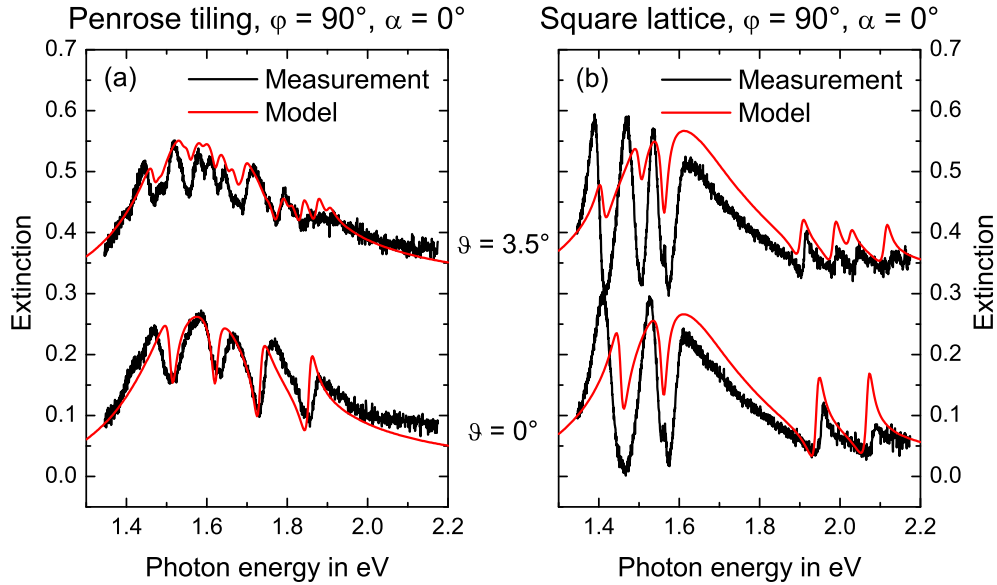 Penrose tiling, φ = 90°, α = 0°
Square lattice, φ = 90°, α = 0°
0.7
0.6
0.5
0.4
0.3
0.2
0.1
0.0
Extinction
(a)
Measurement
Model
1.4
1.6
1.8
2.0
2.2
Photon energy in eV
ϑ = 3.5°
ϑ = 0°
(b)
Measurement
Model
1.4
1.6
1.8
2.0
2.2
Photon energy in eV
0.7
0.6
0.5
0.4
0.3
0.2
0.1
0.0
Extinction